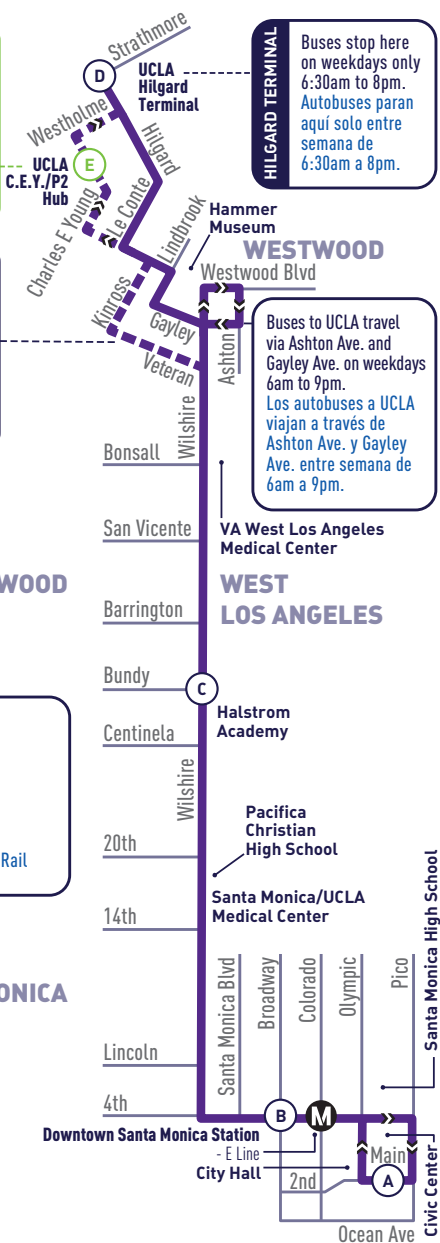 Strathmore
D
UCLA
Hilgard
Terminal
HILGARD TERMINAL
Buses stop here
on weekdays only
6:30am to 8pm.
Autobuses paran
aquí solo entre
semana de
6:30am a 8pm.
Westholme
Hilgard
E
UCLA
C.E.Y./P2
Hub
Charles E Young
Le Conte
Lindbrook
Hammer
Museum
WESTWOOD
Westwood Blvd
Kinross
Gayley
Veteran
Ashton
Buses to UCLA travel
via Ashton Ave. and
Gayley Ave. on weekdays
6am to 9pm.
Los autobuses a UCLA
viajan a través de
Ashton Ave. y Gayley
Ave. entre semana de
6am a 9pm.
Wilshire
Bonsall
San Vicente
VA West Los Angeles
Medical Center
WOOD
WEST
LOS ANGELES
Barrington
Bundy
C
Halstrom
Academy
Centinela
Wilshire
Pacifica
Christian
High School
20th
Rail
Santa Monica/UCLA
Medical Center
14th
Santa Monica High School
Santa Monica Blvd
Broadway
Colorado
Olympic
Pico
ONICA
Lincoln
4th
B
M
Downtown Santa Monica Station
- E Line
City Hall
Main
2nd
A
Civic Center
Ocean Ave